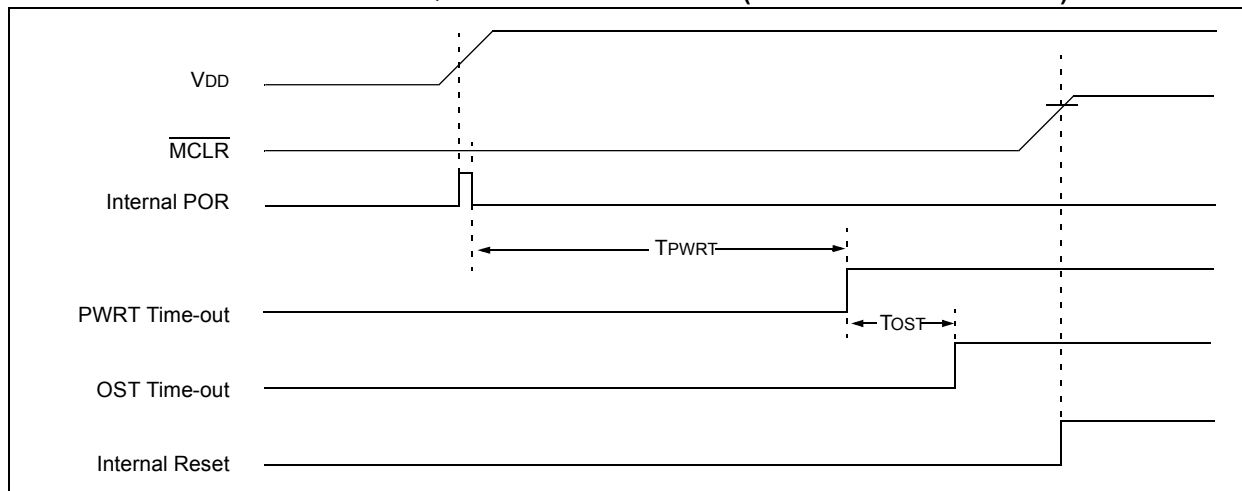 VDD
MCLR
Internal POR
TPWRT
PWRT Time-out
TOST
OST Time-out
Internal Reset